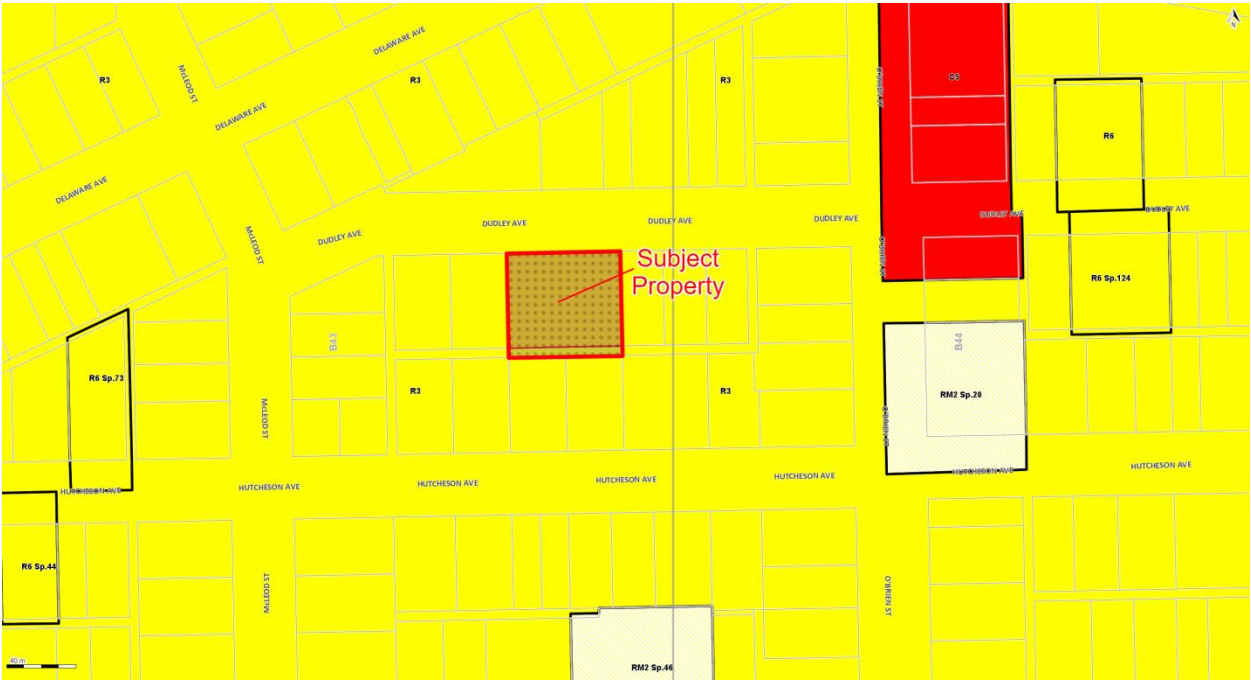 N
DELAWARE AVE
McLEOD ST
R3
R3
R3
C5
DELAWARE AVE
R6
DELAWARE AVE
DUDLEY AVE
DUDLEY AVE
DUDLEY AVE
DUDLEY AVE
DUDLEY AVE
DUDLEY AVE
McLEOD ST
Subject
Property
R6 Sp.124
B43
B44
R6 Sp.73
R3
R3
RM2 Sp.20
McLEOD ST
O'BRIEN ST
HUTCHESON AVE
HUTCHESON AVE
HUTCHESON AVE
HUTCHESON AVE
HUTCHESON AVE
HUTCHESON AVE
HUTCHESON AVE
R6 Sp.44
McLEOD ST
O'BRIEN ST
40 m
RM2 Sp.46